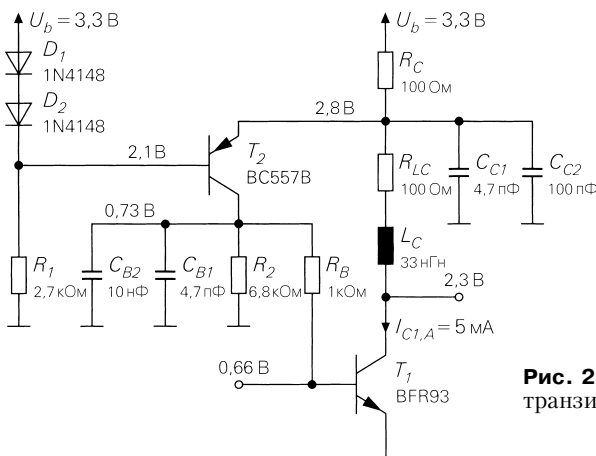 U_b = 3,3 В
D_1
1N4148
D_2
1N4148
2,1 В
T_2
BC557B
0,73 В
R_1
2,7 кОм
C_B2
10 нФ
C_B1
4,7 пФ
R_2
6,8 кОм
R_B
1 кОм
U_b = 3,3 В
R_C
100 Ом
2,8 В
R_LC
100 Ом
C_C1
4,7 пФ
C_C2
100 пФ
L_C
33 нГн
2,3 В
I_C1,A = 5 мА
0,66 В
T_1
BFR93
Рис. 2
транзи